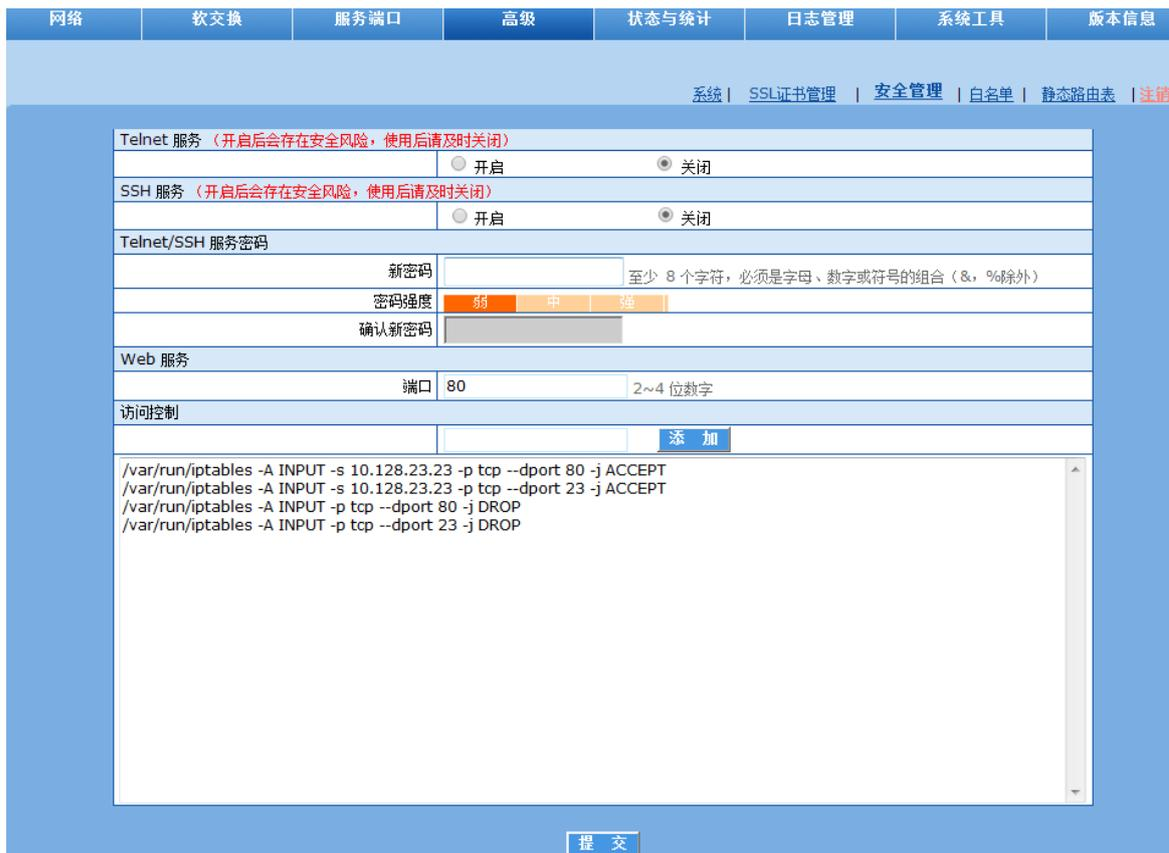 网络 软交换 服务端口 高级 状态与统计 日志管理 系统工具 版本信息
系统 | SSL证书管理 | 安全管理 | 白名单 | 静态路由表 | 注销
Telnet 服务 （开启后会存在安全风险，使用后请及时关闭）
开启 关闭
SSH 服务 （开启后会存在安全风险，使用后请及时关闭）
开启 关闭
Telnet/SSH 服务密码
新密码 至少 8 个字符，必须是字母、数字或符号的组合（&，%除外）
密码强度 弱 中 强
确认新密码
Web 服务
端口 80 2~4 位数字
访问控制
添 加
/var/run/iptables -A INPUT -s 10.128.23.23 -p tcp --dport 80 -j ACCEPT
/var/run/iptables -A INPUT -s 10.128.23.23 -p tcp --dport 23 -j ACCEPT
/var/run/iptables -A INPUT -p tcp --dport 80 -j DROP
/var/run/iptables -A INPUT -p tcp --dport 23 -j DROP
提 交